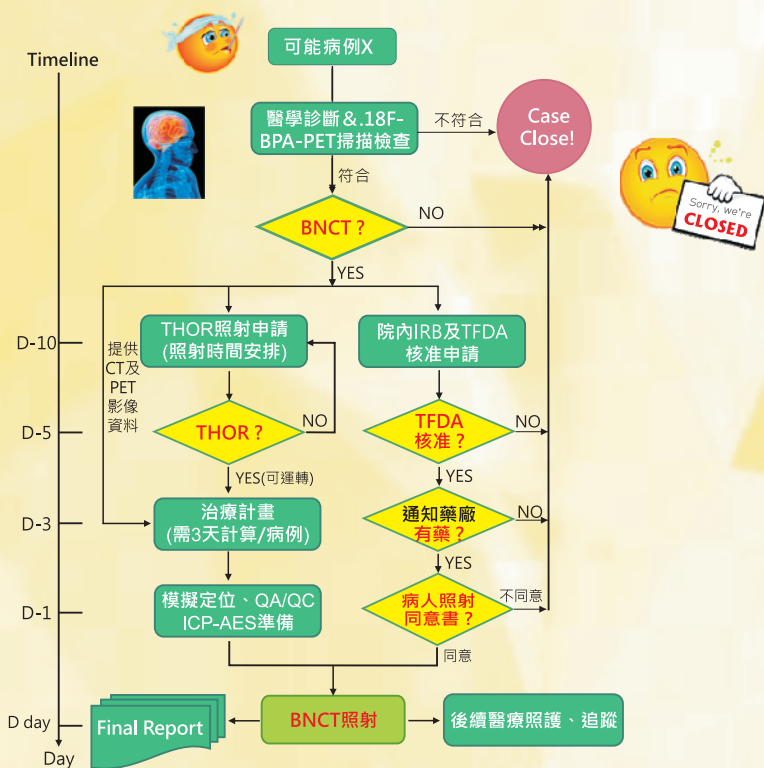 Timeline
可能病例X
醫學診斷&.18F-
BPA-PET掃描檢查
不符合
Case
Close!
符合
Sorry, we're
CLOSED
BNCT?
NO
YES
D-10
提供
CT及
PET
影像
資料
THOR照射申請
(照射時間安排)
院內IRB及TFDA
核准申請
D-5
THOR?
NO
TFDA
核准?
NO
YES(可運轉)
YES
D-3
治療計畫
(需3天計算/病例)
通知藥廠
有藥?
NO
YES
D-1
模擬定位、QA/QC
ICP-AES準備
病人照射
同意書?
不同意
同意
D day
Final Report
BNCT照射
後續醫療照護、追蹤
Day